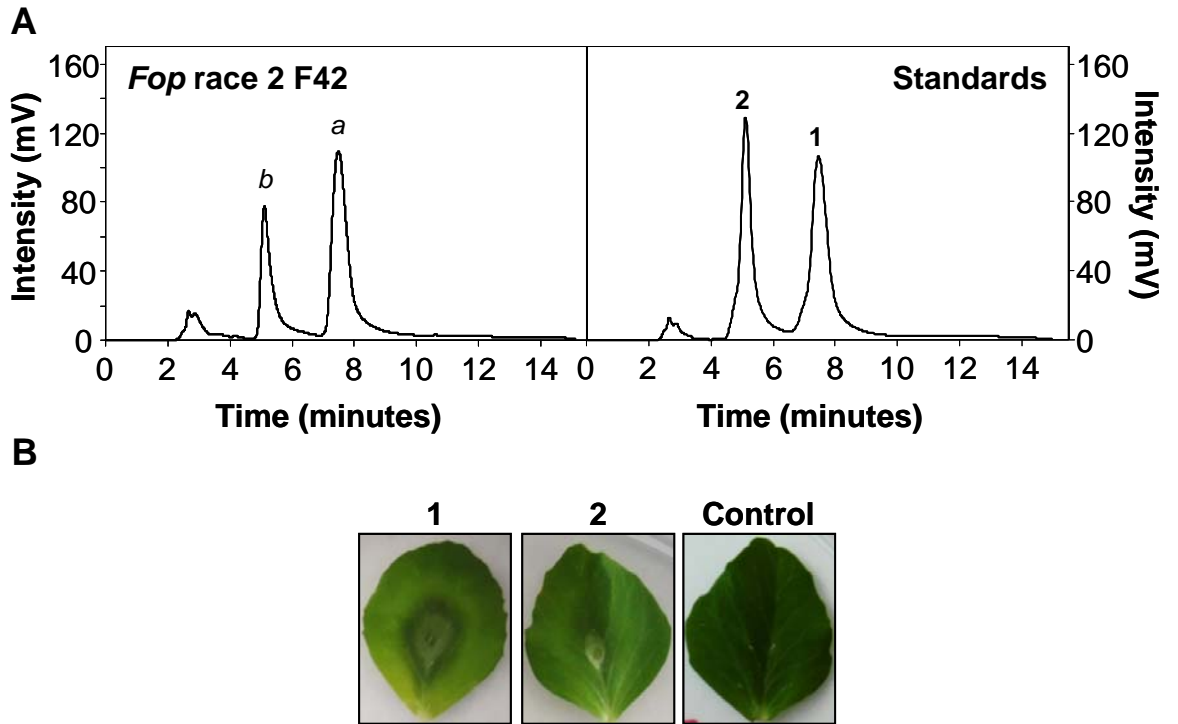 A
Fop race 2 F42
Standards
Intensity (mV)
160
120
80
40
0
b
a
2
1
160
120
80
40
0
Intensity (mV)
0 2 4 6 8 10 12 14
0 2 4 6 8 10 12 14
Time (minutes)
Time (minutes)
B
1
2
Control